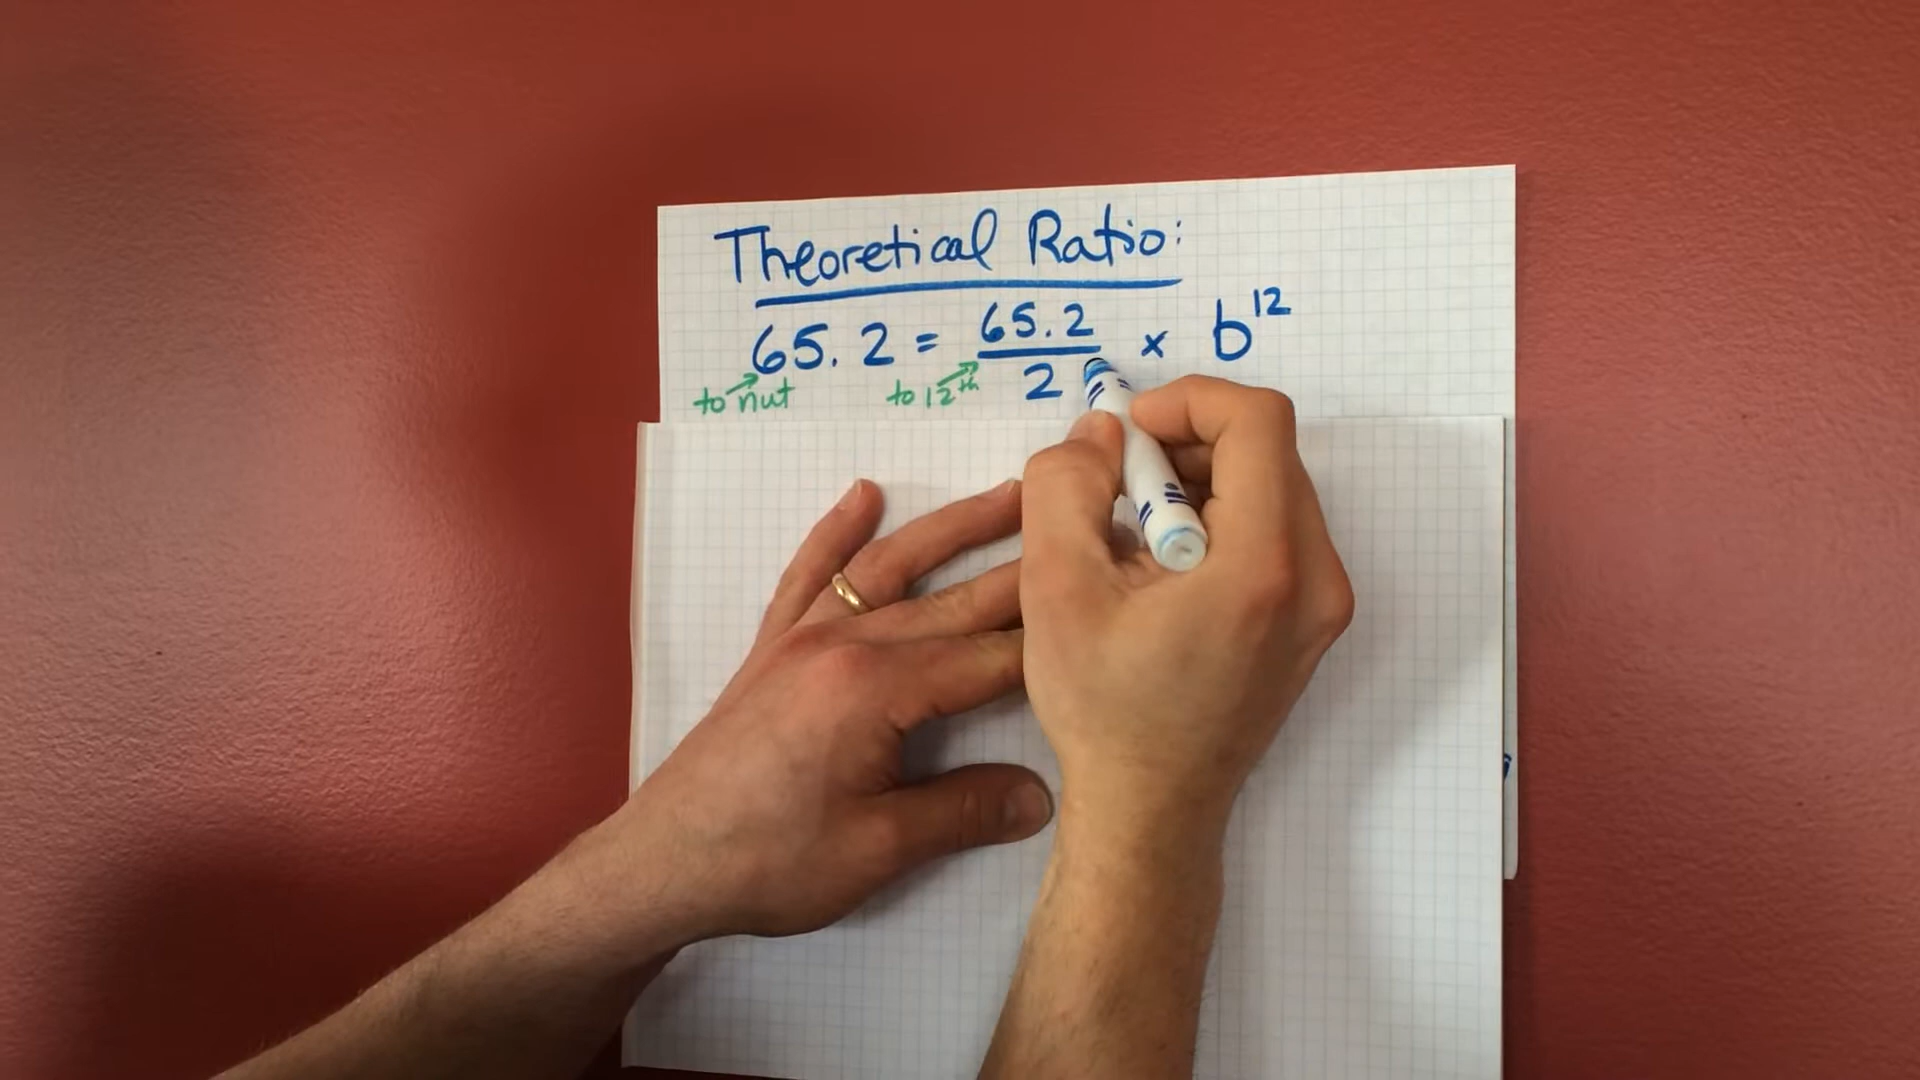 Theoretical Ratio:
65.2 = 65.2/2 x b^12
to nut to 12th